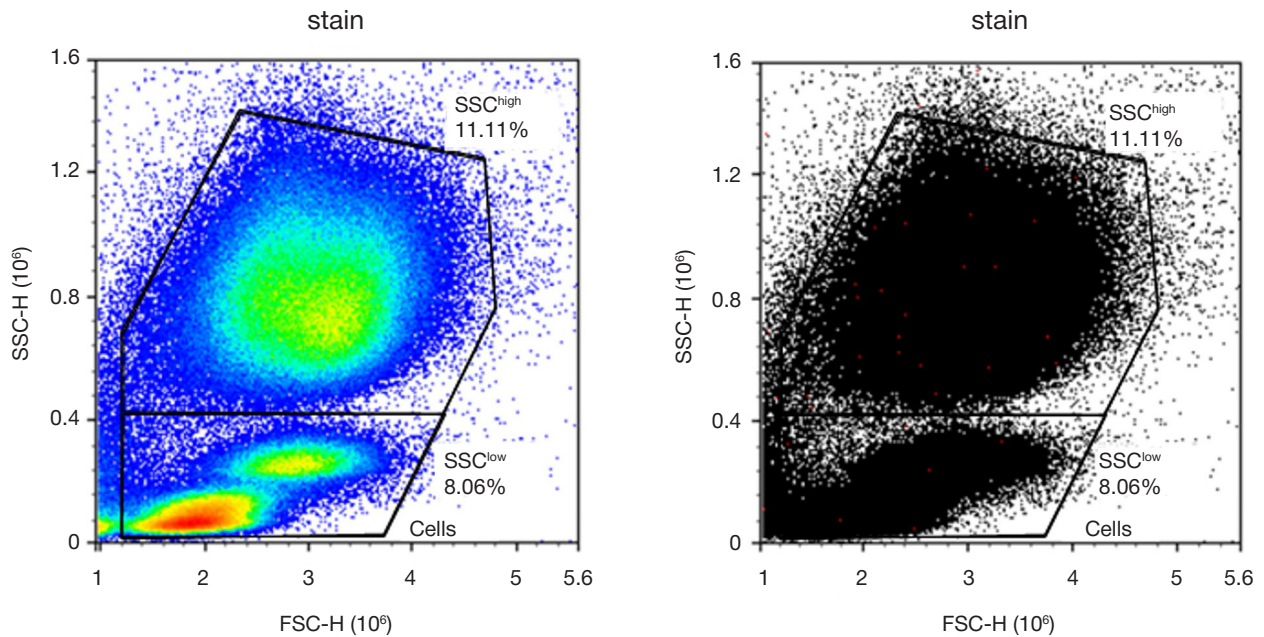 stain
1.6
1.2
0.8
0.4
0
SSC-H (10⁶)
SSCʰⁱᵍʰ
11.11%
SSCˡᵒʷ
8.06%
Cells
1
2
3
4
5
5.6
FSC-H (10⁶)
stain
1.6
1.2
0.8
0.4
0
SSC-H (10⁶)
SSCʰⁱᵍʰ
11.11%
SSCˡᵒʷ
8.06%
Cells
1
2
3
4
5
5.6
FSC-H (10⁶)